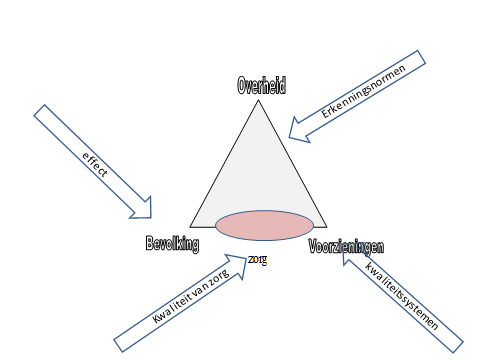 Overheid
Erkenningsnormen
effect
Bevolking
Voorzieningen
zorg
Kwaliteit van zorg
kwaliteitssystemen